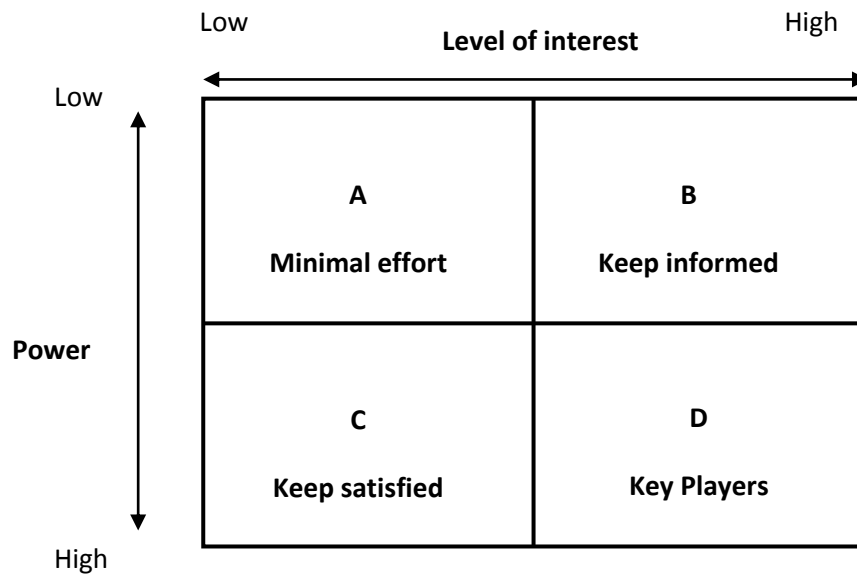 Low
Level of interest
High
Low
A
B
Minimal effort
Keep informed
Power
C
D
Keep satisfied
Key Players
High